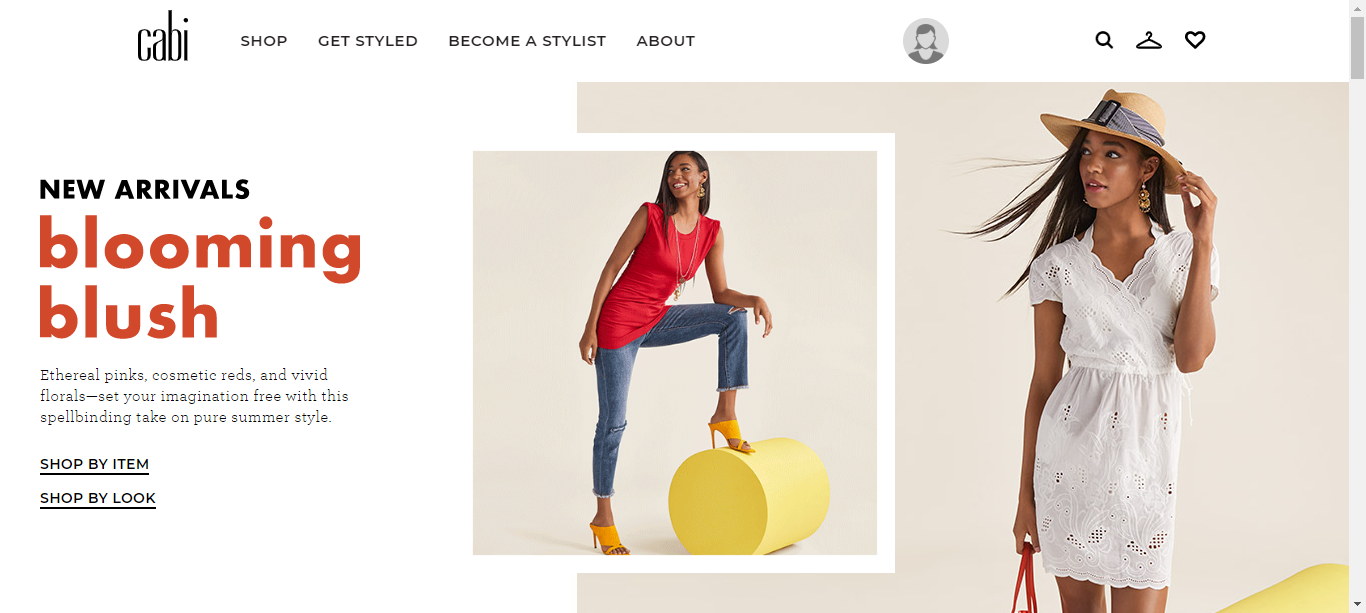 cabi
SHOP GET STYLED BECOME A STYLIST ABOUT
NEW ARRIVALS
blooming
blush
Ethereal pinks, cosmetic reds, and vivid
florals—set your imagination free with this
spellbinding take on pure summer style.
SHOP BY ITEM
SHOP BY LOOK